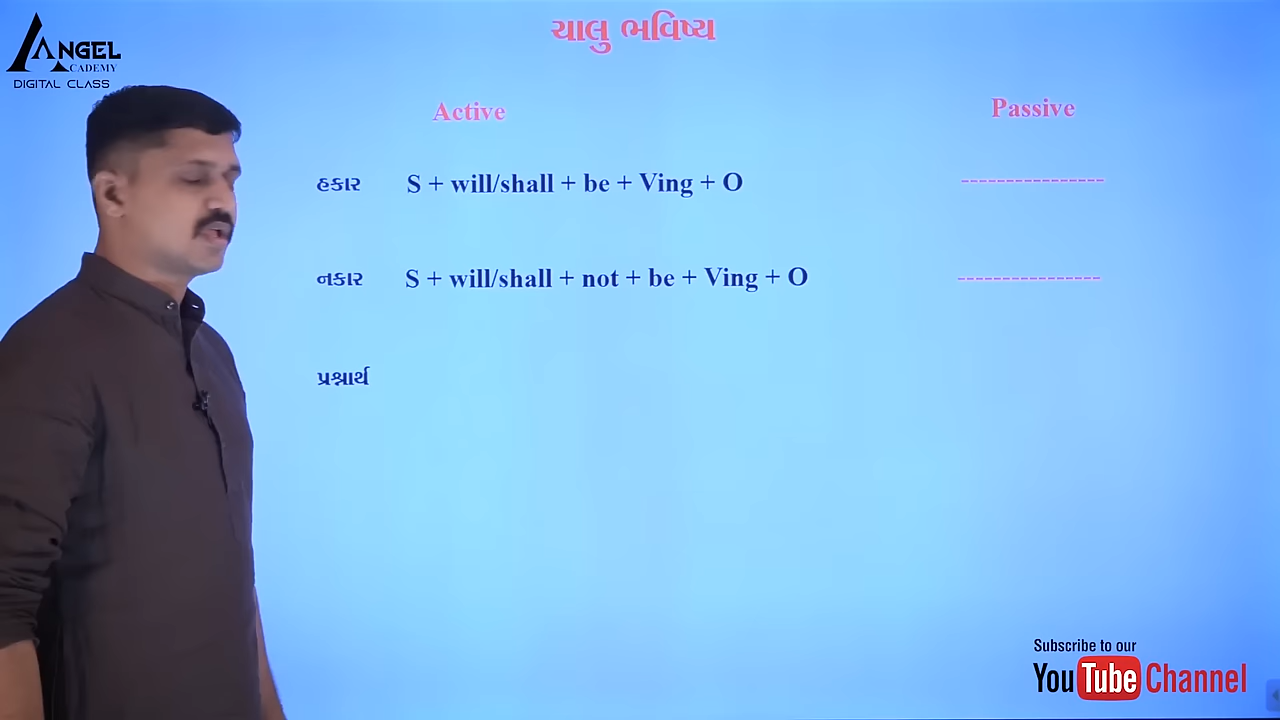 ANGEL
ACADEMY
DIGITAL CLASS
ચાલુ ભવિષ્ય
Active Passive
હકાર S + will/shall + be + Ving + O ----------------
નકાર S + will/shall + not + be + Ving + O ----------------
પ્રશ્નાર્થ
Subscribe to our
YouTube Channel